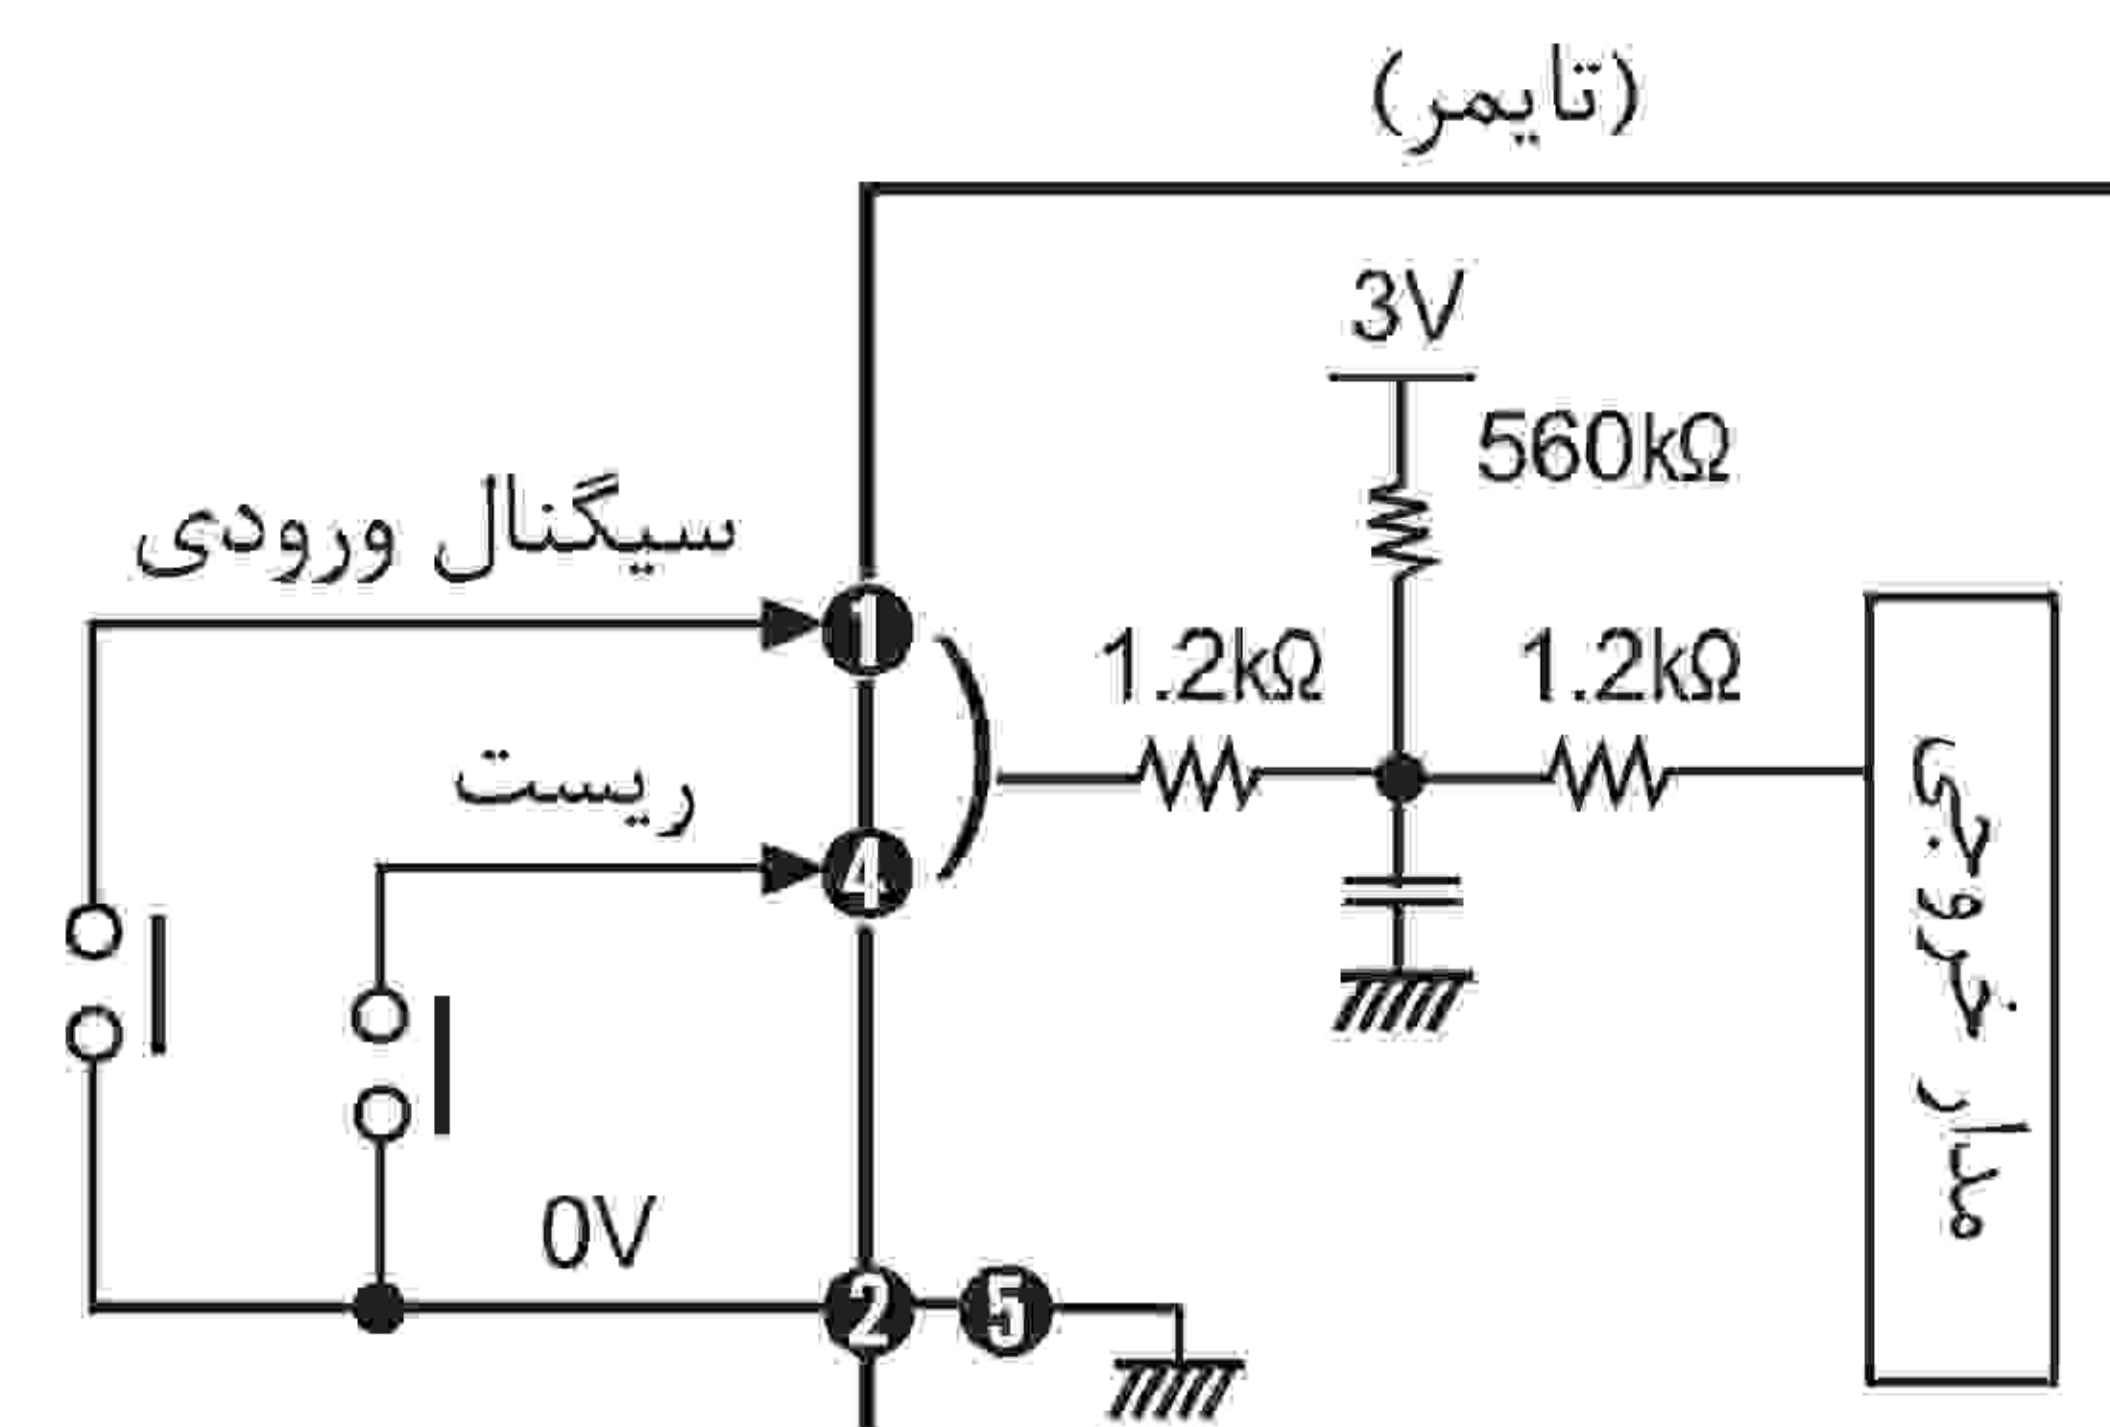 (تایمر)
3V
560kΩ
سیگنال ورودی
1
1.2kΩ
1.2kΩ
ریست
4
مدار خروجی
0V
2
5